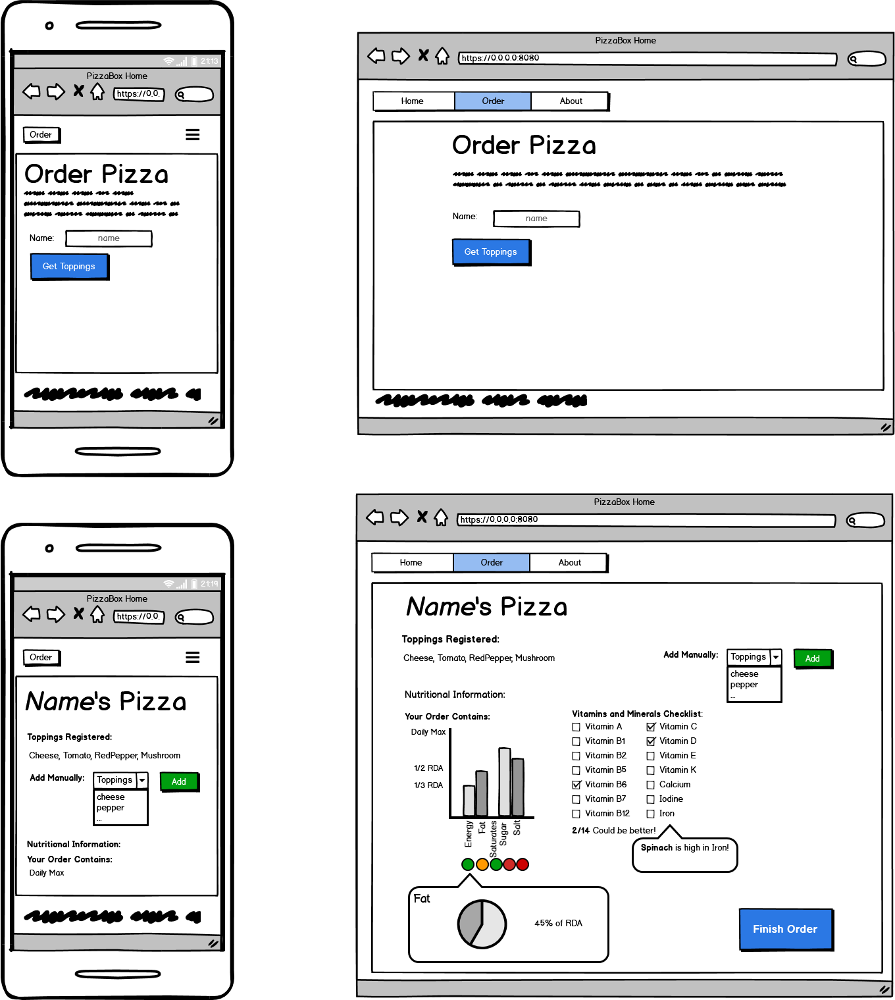 21:13
PizzaBox Home
https://0.0.
Order
Order Pizza
Name: name
Get Toppings
PizzaBox Home
https://0.0.0.0:8080
Home Order About
Order Pizza
Name: name
Get Toppings
21:19
PizzaBox Home
https://0.0.
Order
Name's Pizza
Toppings Registered:
Cheese, Tomato, RedPepper, Mushroom
Add Manually: Toppings Add
cheese
pepper
...
Nutritional Information:
Your Order Contains:
Daily Max
PizzaBox Home
https://0.0.0.0:8080
Home Order About
Name's Pizza
Toppings Registered:
Cheese, Tomato, RedPepper, Mushroom
Add Manually: Toppings Add
cheese
pepper
...
Nutritional Information:
Your Order Contains:
Daily Max
1/2 RDA
1/3 RDA
Energy
Fat
Saturates
Sugar
Salt
Vitamins and Minerals Checklist:
Vitamin A Vitamin C
Vitamin B1 Vitamin D
Vitamin B2 Vitamin E
Vitamin B5 Vitamin K
Vitamin B6 Calcium
Vitamin B7 Iodine
Vitamin B12 Iron
2/14 Could be better!
Spinach is high in Iron!
Fat
45% of RDA
Finish Order